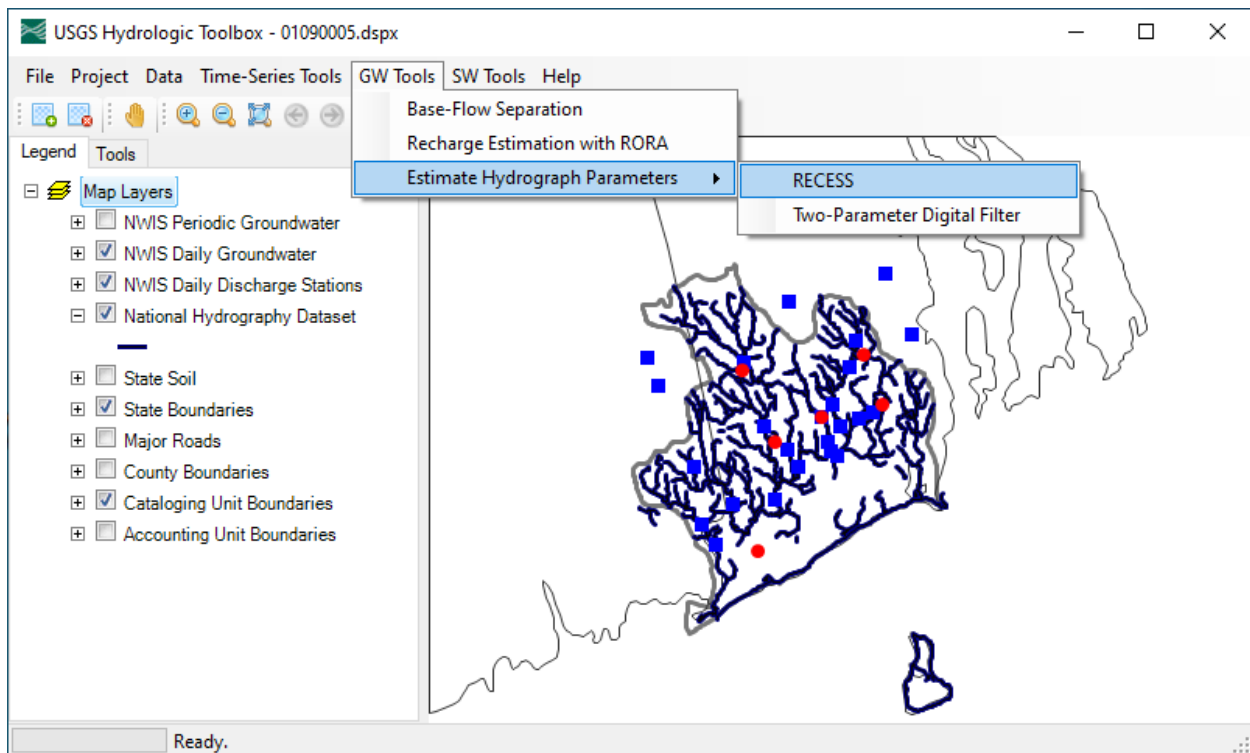 USGS Hydrologic Toolbox - 01090005.dspx
File Project Data Time-Series Tools GW Tools SW Tools Help
Base-Flow Separation
Recharge Estimation with RORA
Estimate Hydrograph Parameters
RECESS
Two-Parameter Digital Filter
Legend Tools
Map Layers
NWIS Periodic Groundwater
NWIS Daily Groundwater
NWIS Daily Discharge Stations
National Hydrography Dataset
State Soil
State Boundaries
Major Roads
County Boundaries
Cataloging Unit Boundaries
Accounting Unit Boundaries
Ready.